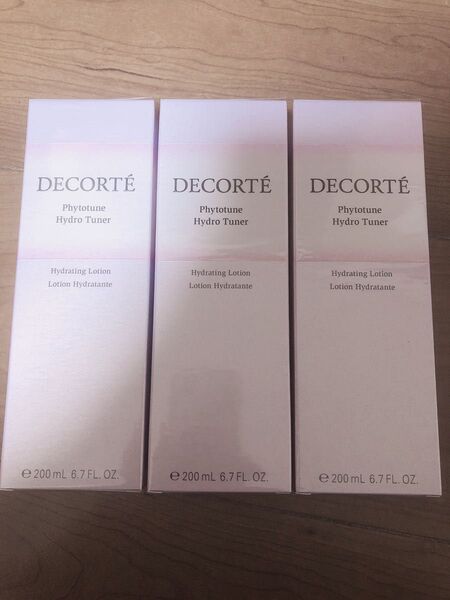 DECORTÉ
Phytotune
Hydro Tuner
Hydrating Lotion
Lotion Hydratante
℮ 200 mL 6.7 FL. OZ.
DECORTÉ
Phytotune
Hydro Tuner
Hydrating Lotion
Lotion Hydratante
℮ 200 mL 6.7 FL. OZ.
DECORTÉ
Phytotune
Hydro Tuner
Hydrating Lotion
Lotion Hydratante
℮ 200 mL 6.7 FL. OZ.